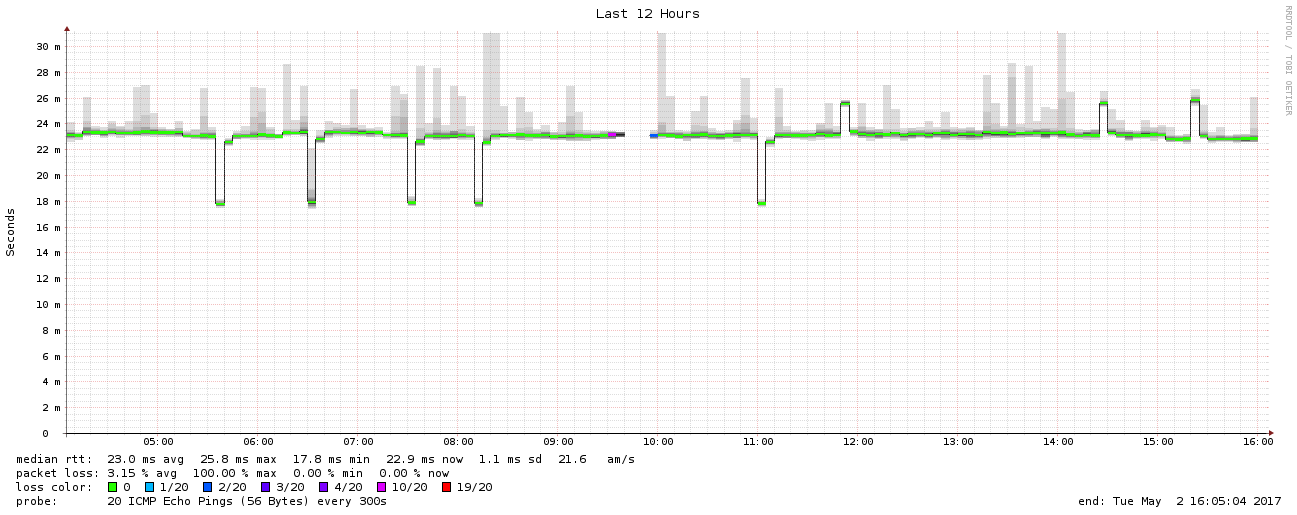 Last 12 Hours
RRDTOOL / TOBI OETIKER
Seconds
30 m
28 m
26 m
24 m
22 m
20 m
18 m
16 m
14 m
12 m
10 m
8 m
6 m
4 m
2 m
0
05:00 06:00 07:00 08:00 09:00 10:00 11:00 12:00 13:00 14:00 15:00 16:00
median rtt: 23.0 ms avg 25.8 ms max 17.8 ms min 22.9 ms now 1.1 ms sd 21.6 am/s
packet loss: 3.15 % avg 100.00 % max 0.00 % min 0.00 % now
loss color: 0 1/20 2/20 3/20 4/20 10/20 19/20
probe: 20 ICMP Echo Pings (56 Bytes) every 300s end: Tue May 2 16:05:04 2017